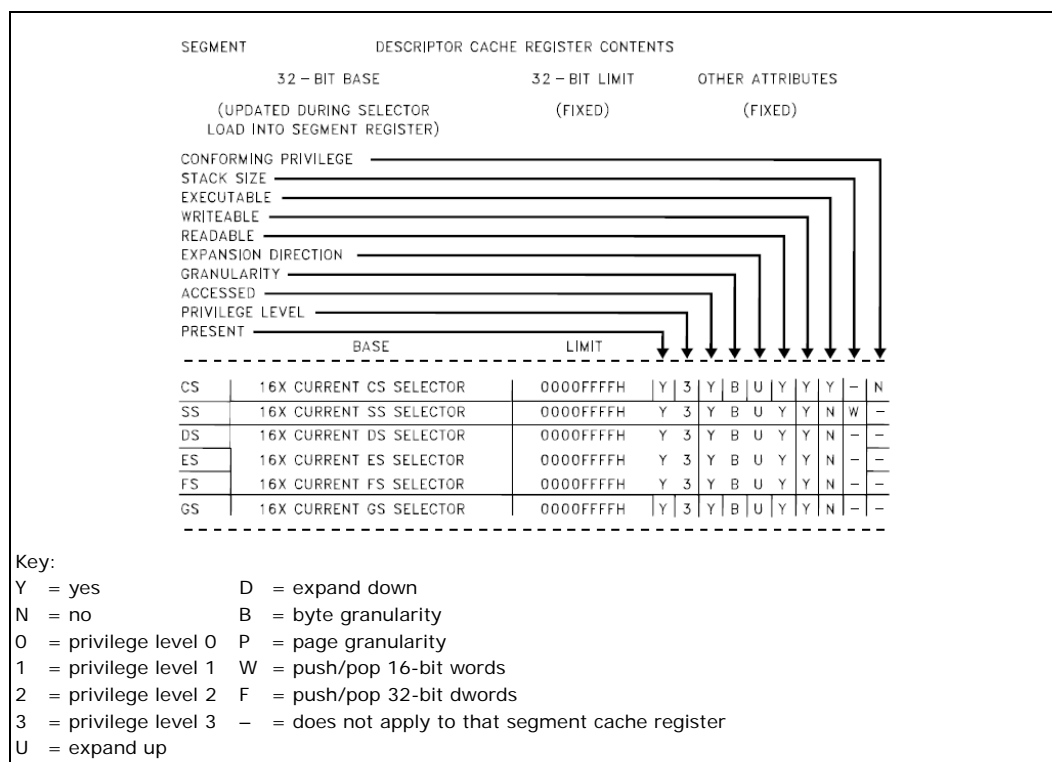 SEGMENT DESCRIPTOR CACHE REGISTER CONTENTS
32 – BIT BASE 32 – BIT LIMIT OTHER ATTRIBUTES
(UPDATED DURING SELECTOR (FIXED) (FIXED)
LOAD INTO SEGMENT REGISTER)
CONFORMING PRIVILEGE
STACK SIZE
EXECUTABLE
WRITEABLE
READABLE
EXPANSION DIRECTION
GRANULARITY
ACCESSED
PRIVILEGE LEVEL
PRESENT
BASE LIMIT
CS 16X CURRENT CS SELECTOR 0000FFFFH Y 3 Y B U Y Y Y – N
SS 16X CURRENT SS SELECTOR 0000FFFFH Y 3 Y B U Y Y N W –
DS 16X CURRENT DS SELECTOR 0000FFFFH Y 3 Y B U Y Y N – –
ES 16X CURRENT ES SELECTOR 0000FFFFH Y 3 Y B U Y Y N – –
FS 16X CURRENT FS SELECTOR 0000FFFFH Y 3 Y B U Y Y N – –
GS 16X CURRENT GS SELECTOR 0000FFFFH Y 3 Y B U Y Y N – –
Key:
Y = yes D = expand down
N = no B = byte granularity
0 = privilege level 0 P = page granularity
1 = privilege level 1 W = push/pop 16-bit words
2 = privilege level 2 F = push/pop 32-bit dwords
3 = privilege level 3 – = does not apply to that segment cache register
U = expand up